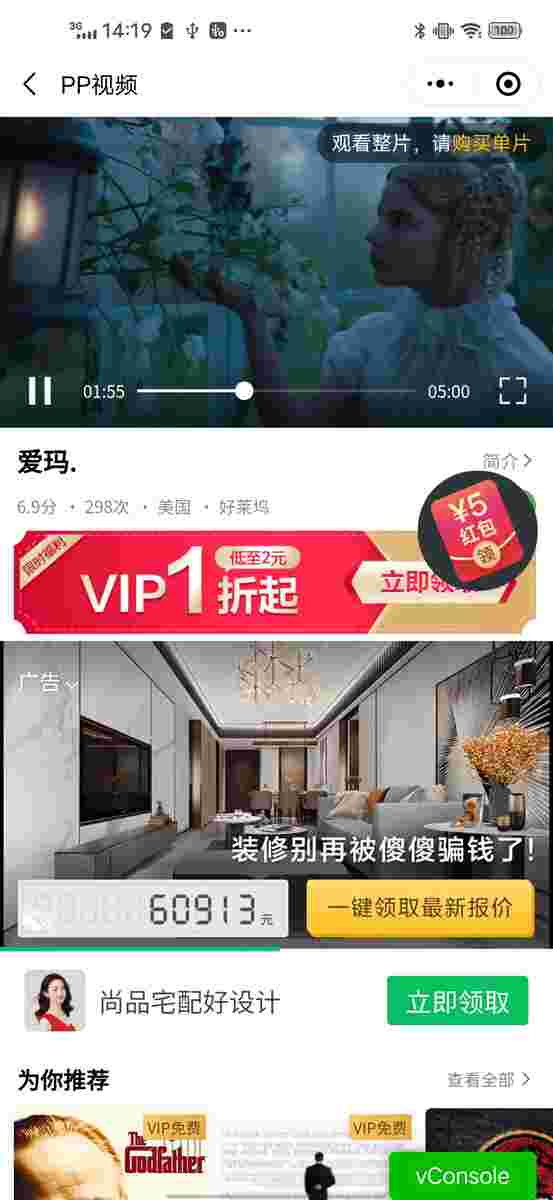 3G 14:19 100
PP视频
观看整片，请购买单片
01:55 05:00
爱玛.
简介
6.9分 · 298次 · 美国 · 好莱坞
¥5
红包
领
限时福利
VIP1折起
低至2元
立即领取
广告
装修别再被傻傻骗钱了!
60913元
一键领取最新报价
尚品宅配好设计
立即领取
为你推荐
查看全部
VIP免费
The Godfather
VIP免费
vConsole